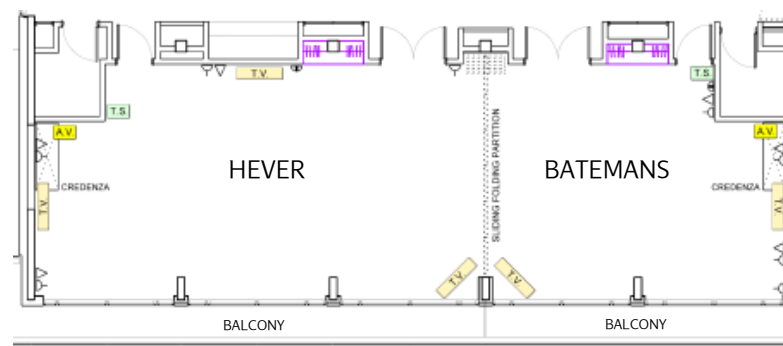 T.V.
T.S.
T.S.
A.V.
A.V.
HEVER
BATEMANS
SLIDING FOLDING PARTITION
CREDENZA
CREDENZA
T.V.
T.V.
T.V.
T.V.
BALCONY
BALCONY